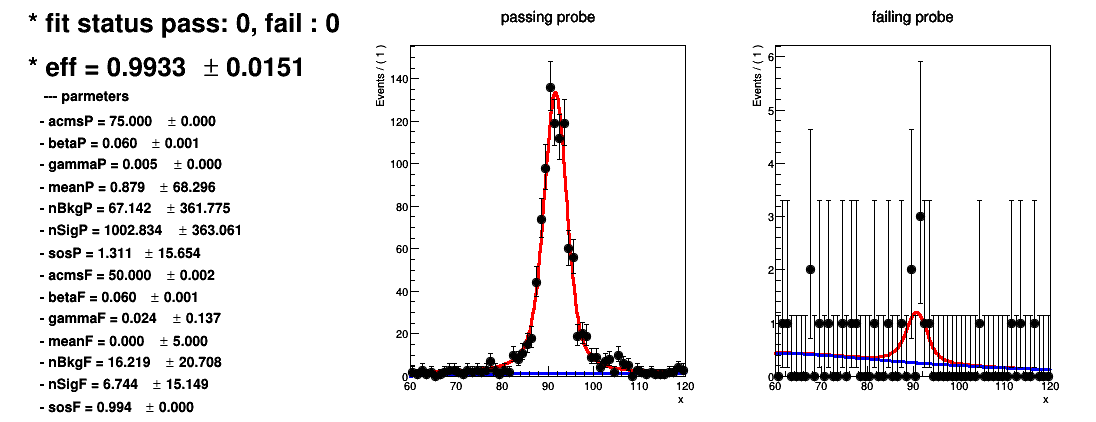 * fit status pass: 0, fail : 0
* eff = 0.9933 ± 0.0151
--- parmeters
- acmsP = 75.000 ± 0.000
- betaP = 0.060 ± 0.001
- gammaP = 0.005 ± 0.000
- meanP = 0.879 ± 68.296
- nBkgP = 67.142 ± 361.775
- nSigP = 1002.834 ± 363.061
- sosP = 1.311 ± 15.654
- acmsF = 50.000 ± 0.002
- betaF = 0.060 ± 0.001
- gammaF = 0.024 ± 0.137
- meanF = 0.000 ± 5.000
- nBkgF = 16.219 ± 20.708
- nSigF = 6.744 ± 15.149
- sosF = 0.994 ± 0.000
passing probe
Events / ( 1 )
140
120
100
80
60
40
20
0
60 70 80 90 100 110 120
x
failing probe
Events / ( 1 )
6
5
4
3
2
1
0
60 70 80 90 100 110 120
x